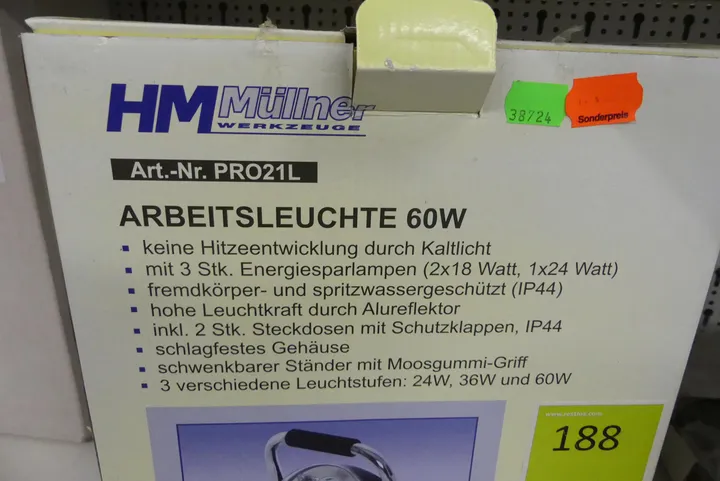 HM Müllner
WERKZEUGE
38724
Sonderpreis
Art.-Nr. PRO21L
ARBEITSLEUCHTE 60W
keine Hitzeentwicklung durch Kaltlicht
mit 3 Stk. Energiesparlampen (2x18 Watt, 1x24 Watt)
fremdkörper- und spritzwassergeschützt (IP44)
hohe Leuchtkraft durch Alureflektor
inkl. 2 Stk. Steckdosen mit Schutzklappen, IP44
schlagfestes Gehäuse
schwenkbarer Ständer mit Moosgummi-Griff
3 verschiedene Leuchtstufen: 24W, 36W und 60W
188